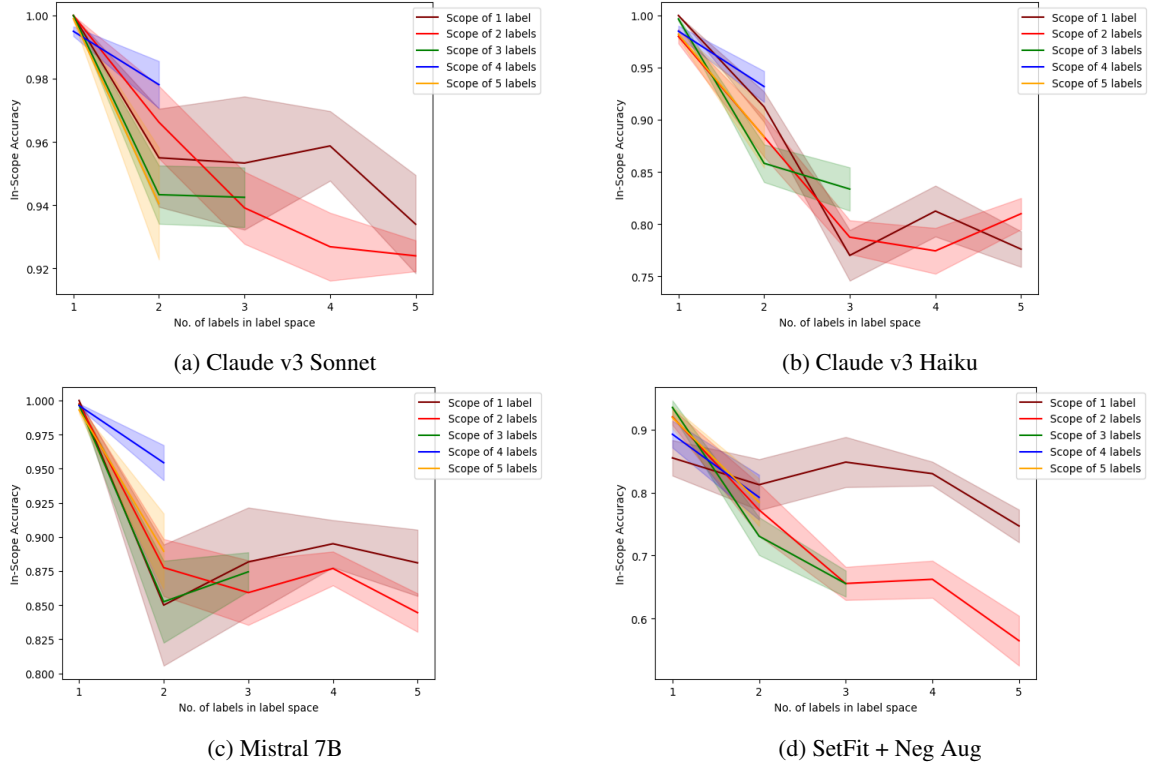 1.00
0.98
0.96
0.94
0.92
In-Scope Accuracy
1 2 3 4 5
No. of labels in label space
Scope of 1 label
Scope of 2 labels
Scope of 3 labels
Scope of 4 labels
Scope of 5 labels
(a) Claude v3 Sonnet
1.00
0.95
0.90
0.85
0.80
0.75
In-Scope Accuracy
1 2 3 4 5
No. of labels in label space
Scope of 1 label
Scope of 2 labels
Scope of 3 labels
Scope of 4 labels
Scope of 5 labels
(b) Claude v3 Haiku
1.000
0.975
0.950
0.925
0.900
0.875
0.850
0.825
0.800
In-Scope Accuracy
1 2 3 4 5
No. of labels in label space
Scope of 1 label
Scope of 2 labels
Scope of 3 labels
Scope of 4 labels
Scope of 5 labels
(c) Mistral 7B
0.9
0.8
0.7
0.6
In-Scope Accuracy
1 2 3 4 5
No. of labels in label space
Scope of 1 label
Scope of 2 labels
Scope of 3 labels
Scope of 4 labels
Scope of 5 labels
(d) SetFit + Neg Aug